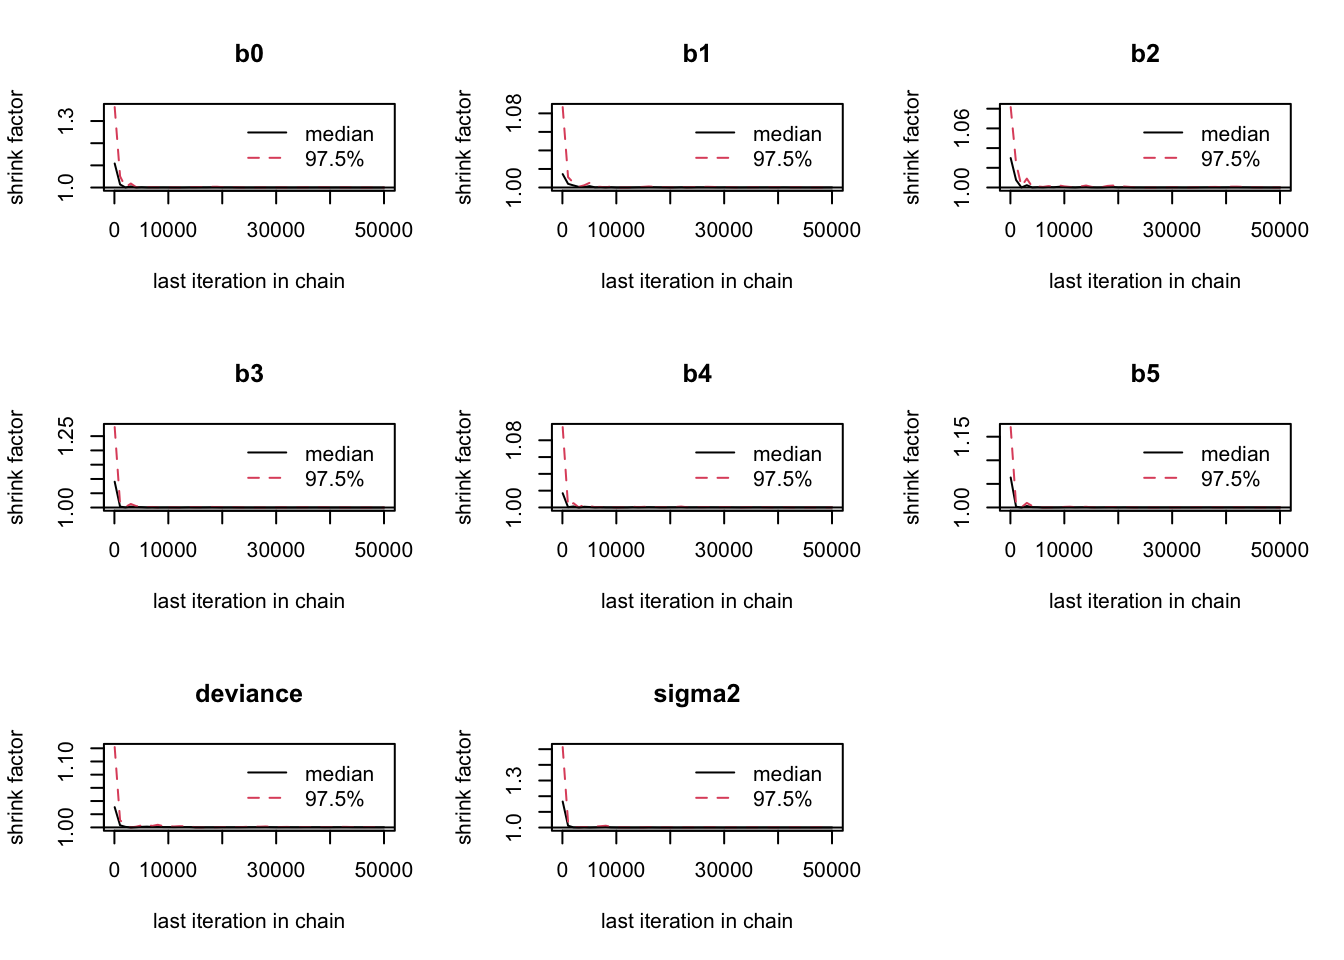 b0
shrink factor
1.3
1.0
median
97.5%
0 10000 30000 50000
last iteration in chain
b1
shrink factor
1.08
1.00
median
97.5%
0 10000 30000 50000
last iteration in chain
b2
shrink factor
1.06
1.00
median
97.5%
0 10000 30000 50000
last iteration in chain
b3
shrink factor
1.25
1.00
median
97.5%
0 10000 30000 50000
last iteration in chain
b4
shrink factor
1.08
1.00
median
97.5%
0 10000 30000 50000
last iteration in chain
b5
shrink factor
1.15
1.00
median
97.5%
0 10000 30000 50000
last iteration in chain
deviance
shrink factor
1.10
1.00
median
97.5%
0 10000 30000 50000
last iteration in chain
sigma2
shrink factor
1.3
1.0
median
97.5%
0 10000 30000 50000
last iteration in chain